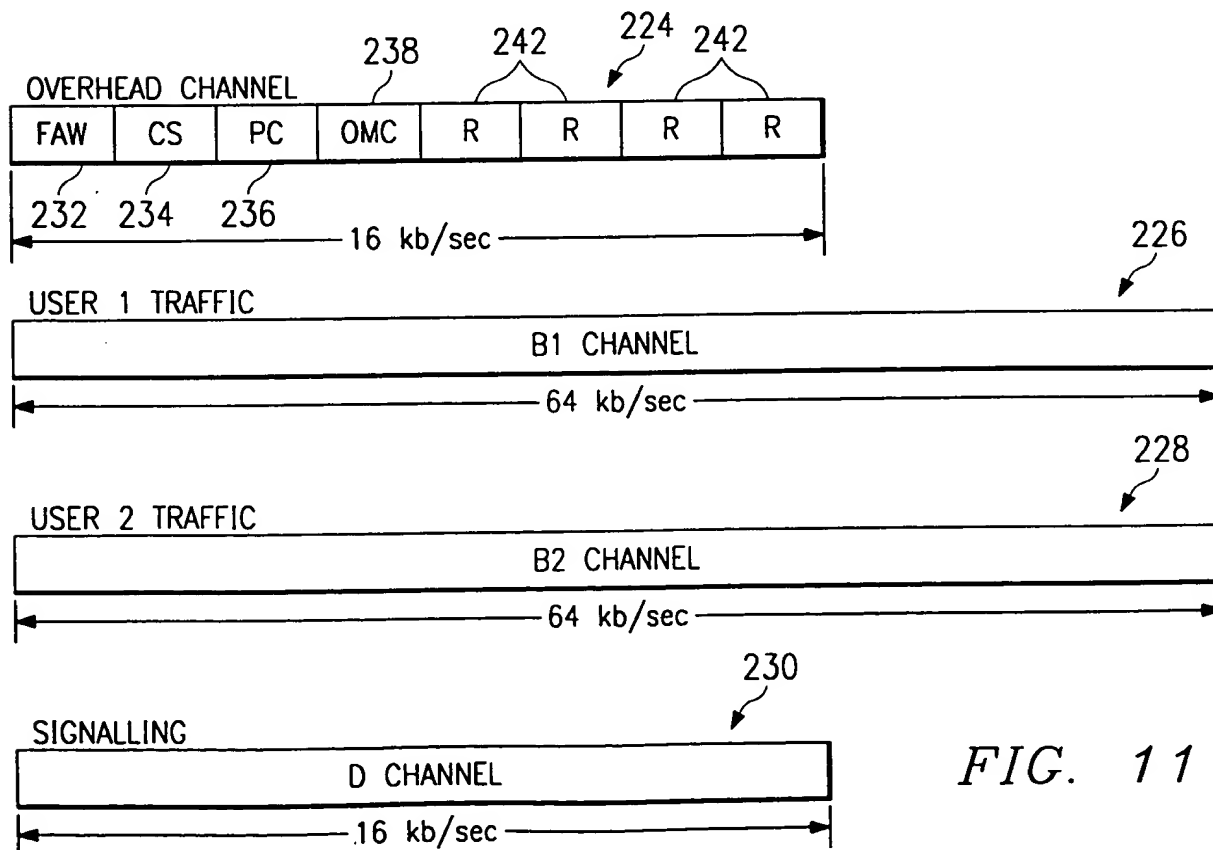 238 242 224 242
OVERHEAD CHANNEL
FAW CS PC OMC R R R R
232 234 236
16 kb/sec
226
USER 1 TRAFFIC
B1 CHANNEL
64 kb/sec
228
USER 2 TRAFFIC
B2 CHANNEL
64 kb/sec
230
SIGNALLING
D CHANNEL
16 kb/sec
FIG. 11